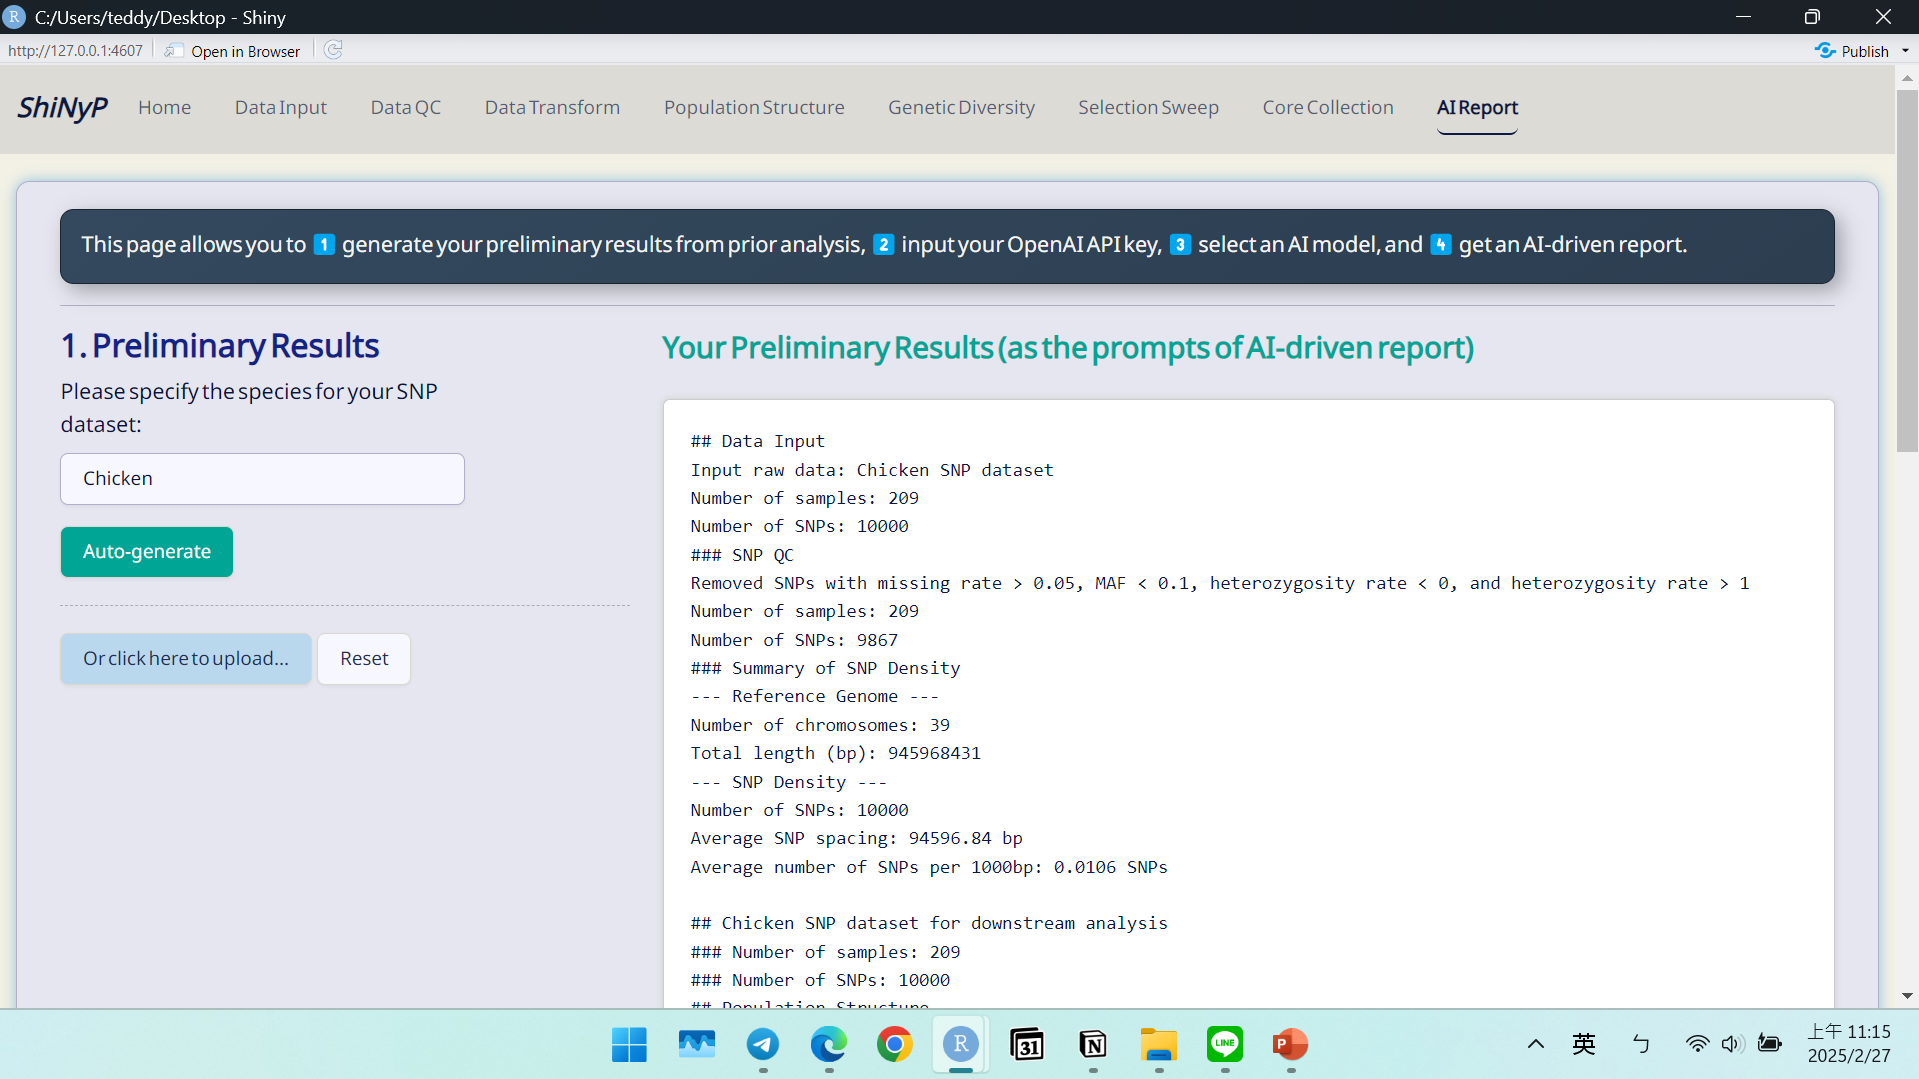 C:/Users/teddy/Desktop - Shiny
http://127.0.0.1:4607 Open in Browser Publish
ShiNyP Home Data Input Data QC Data Transform Population Structure Genetic Diversity Selection Sweep Core Collection AI Report
This page allows you to 1 generate your preliminary results from prior analysis, 2 input your OpenAI API key, 3 select an AI model, and 4 get an AI-driven report.
1. Preliminary Results
Please specify the species for your SNP
dataset:
Chicken
Auto-generate
Or click here to upload... Reset
Your Preliminary Results (as the prompts of AI-driven report)
## Data Input
Input raw data: Chicken SNP dataset
Number of samples: 209
Number of SNPs: 10000
### SNP QC
Removed SNPs with missing rate > 0.05, MAF < 0.1, heterozygosity rate < 0, and heterozygosity rate > 1
Number of samples: 209
Number of SNPs: 9867
### Summary of SNP Density
--- Reference Genome ---
Number of chromosomes: 39
Total length (bp): 945968431
--- SNP Density ---
Number of SNPs: 10000
Average SNP spacing: 94596.84 bp
Average number of SNPs per 1000bp: 0.0106 SNPs
## Chicken SNP dataset for downstream analysis
### Number of samples: 209
### Number of SNPs: 10000
## Population Structure
R 31 N LINE P 英 ㄅ 上午 11:15
2025/2/27